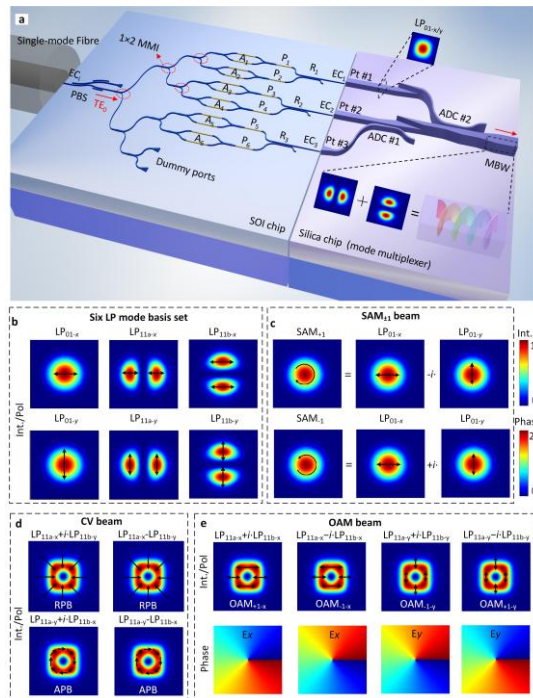 a
LP01-x/y
Single-mode Fibre
1×2 MMI
ECI
PBS
TE0
A1
P1
R1
EC1
Pt #1
P2
A3
P3
R2
EC2
Pt #2
ADC #2
A4
P4
ADC #1
A5
P5
R3
EC3
Pt #3
MBW
A6
P6
Dummy ports
SOI chip
Silica chip (mode multiplexer)
b
Six LP mode basis set
LP01-x
LP11a-x
LP11b-x
LP01-y
LP11a-y
LP11b-y
Int./Pol
c
SAM±1 beam
SAM+1
LP01-x
LP01-y
Int.
1
=
-i·
SAM-1
LP01-x
LP01-y
Phase
2
=
+i·
d
CV beam
LP11a-x+i·LP11b-y
LP11a-x-LP11b-y
RPB
RPB
LP11a-y+i·LP11b-x
LP11a-y-LP11b-x
APB
APB
Int./Pol
e
OAM beam
LP11a-x+i·LP11b-x
LP11a-x−i·LP11b-x
LP11a-y+i·LP11b-y
LP11a-y−i·LP11b-y
Int./Pol
OAM+1-x
OAM-1-x
OAM-1-y
OAM+1-y
Phase
Ex
Ex
Ey
Ey